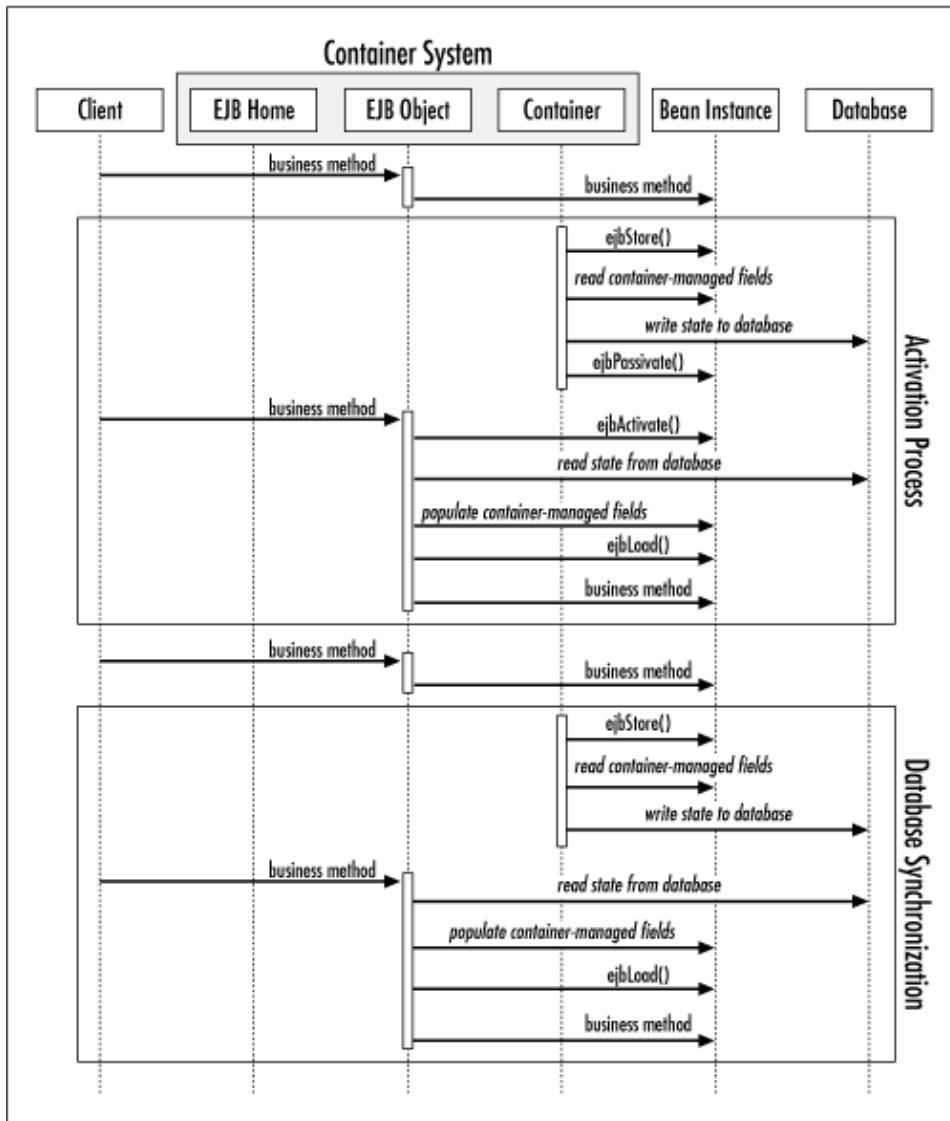 Container System
Client
EJB Home
EJB Object
Container
Bean Instance
Database
business method
business method
Activation Process
ejbStore()
read container-managed fields
write state to database
ejbPassivate()
business method
ejbActivate()
read state from database
populate container-managed fields
ejbLoad()
business method
business method
business method
Database Synchronization
ejbStore()
read container-managed fields
write state to database
business method
read state from database
populate container-managed fields
ejbLoad()
business method